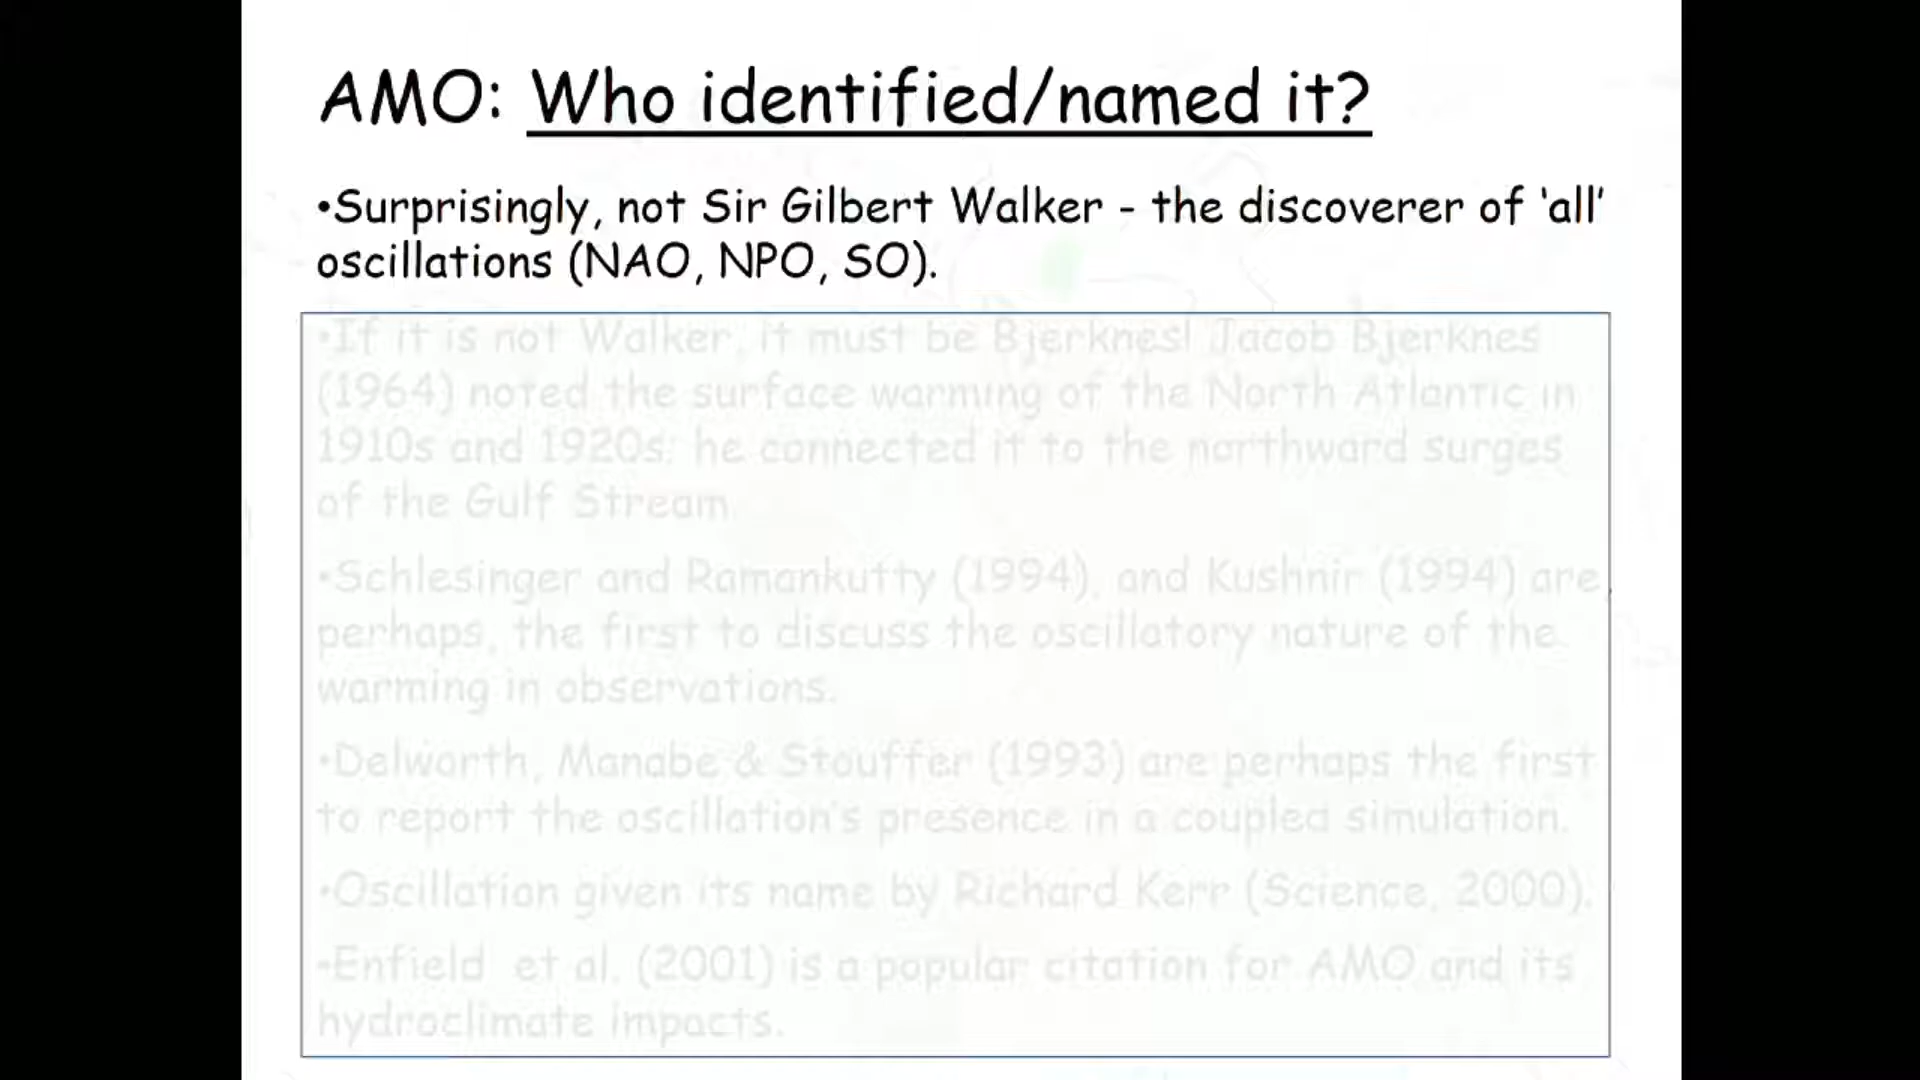 AMO: Who identified/named it?
•Surprisingly, not Sir Gilbert Walker - the discoverer of ‘all’
oscillations (NAO, NPO, SO).
•If it is not Walker, it must be Bjerknes! Jacob Bjerknes
(1964) noted the surface warming of the North Atlantic in
1910s and 1920s; he connected it to the northward surges
of the Gulf Stream
•Schlesinger and Ramankutty (1994), and Kushnir (1994) are,
perhaps, the first to discuss the oscillatory nature of the
warming in observations.
•Delworth, Manabe & Stouffer (1993) are perhaps the first
to report the oscillation's presence in a coupled simulation.
•Oscillation given its name by Richard Kerr (Science, 2000).
•Enfield et al. (2001) is a popular citation for AMO and its
hydroclimate impacts.